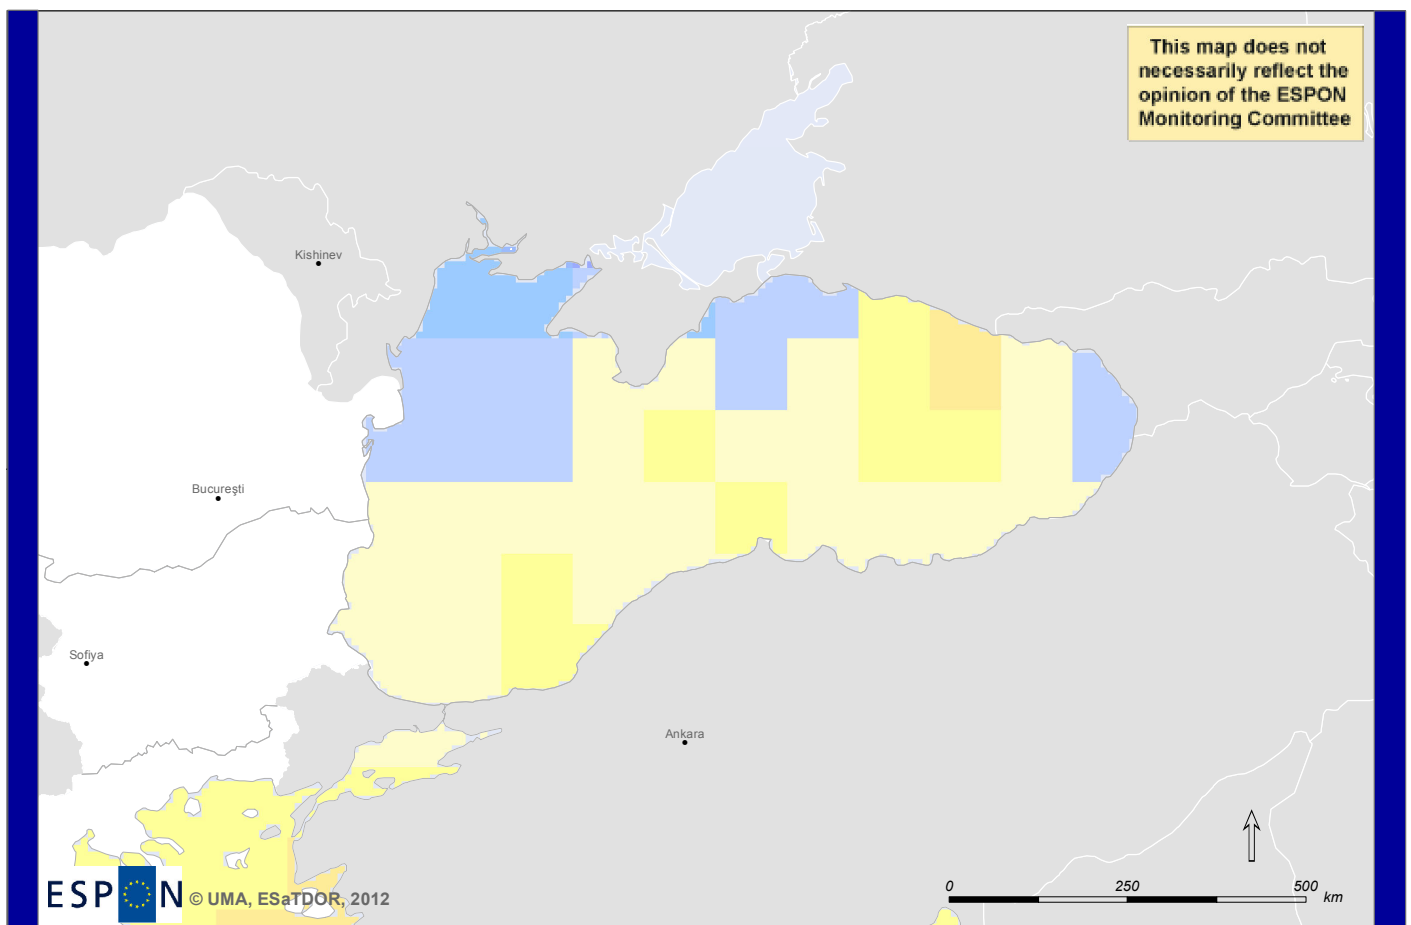 This map does not
necessarily reflect the
opinion of the ESPON
Monitoring Committee
Kishinev
Bucureşti
Sofiya
Ankara
0 250 500
km
ESPON © UMA, ESaTDOR, 2012